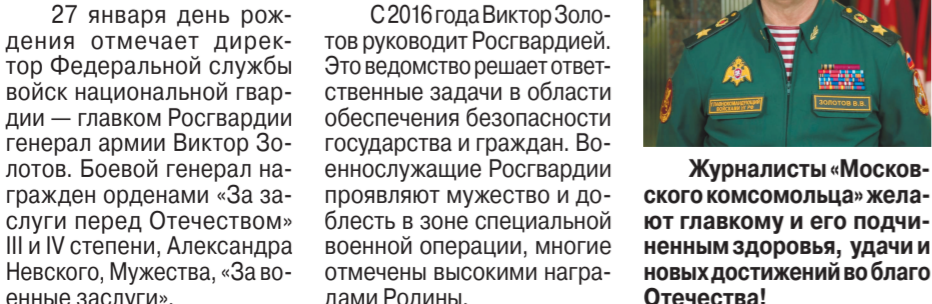 27 января день рож-
дения отмечает дирек-
тор Федеральной службы
войск национальной гвар-
дии — главком Росгвардии
генерал армии Виктор Зо-
лотов. Боевой генерал на-
гражден орденами «За за-
слуги перед Отечеством»
III и IV степени, Александра
Невского, Мужества, «За во-
енные заслуги».
С 2016 года Виктор Золо-
тов руководит Росгвардией.
Это ведомство решает ответ-
ственные задачи в области
обеспечения безопасности
государства и граждан. Во-
еннослужащие Росгвардии
проявляют мужество и до-
блесть в зоне специальной
военной операции, многие
отмечены высокими награ-
дами Родины.
ГЛАВНОКОМАНДУЮЩИЙ
ВОЙСКАМИ НГ РФ
ЗОЛОТОВ В.В.
Журналисты «Москов-
ского комсомольца» жела-
ют главкому и его подчи-
ненным здоровья, удачи и
новых достижений во благо
Отечества!